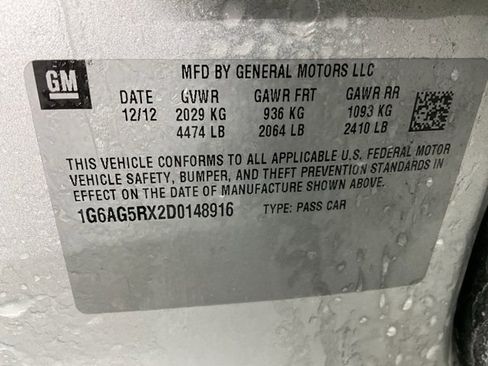 GM
MFD BY GENERAL MOTORS LLC
DATE GVWR GAWR FRT GAWR RR
12/12 2029 KG 936 KG 1093 KG
4474 LB 2064 LB 2410 LB
THIS VEHICLE CONFORMS TO ALL APPLICABLE U.S. FEDERAL MOTOR
VEHICLE SAFETY, BUMPER, AND THEFT PREVENTION STANDARDS IN
EFFECT ON THE DATE OF MANUFACTURE SHOWN ABOVE.
1G6AG5RX2D0148916 TYPE: PASS CAR